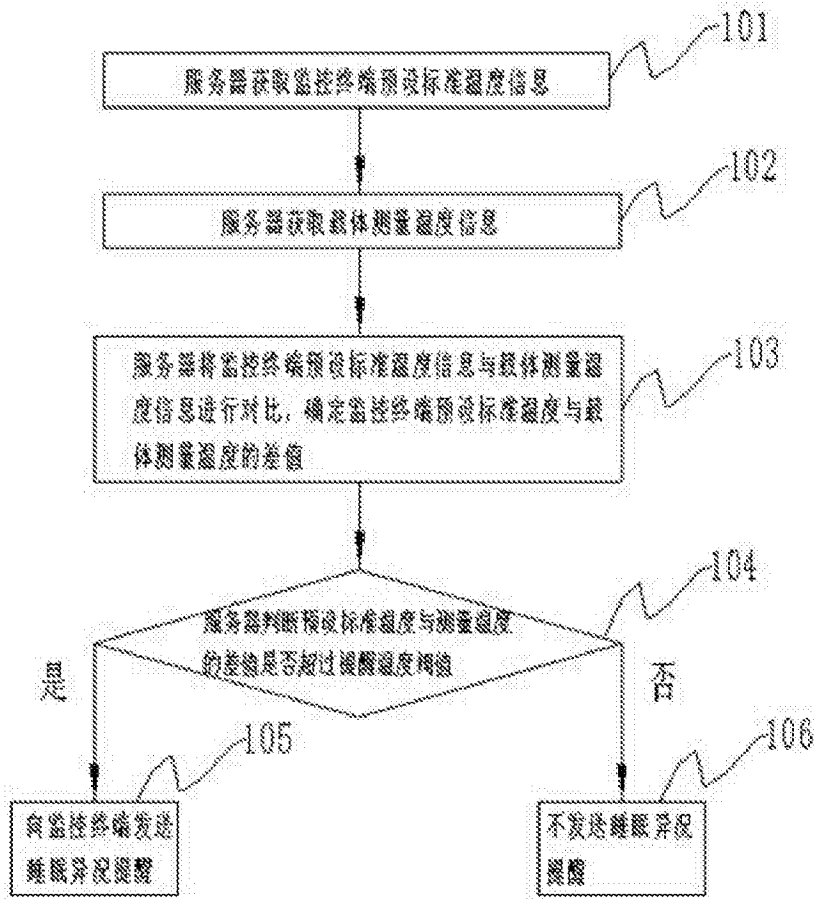 101
服务器获取监控终端预设标准温度信息
102
服务器获取载体测量温度信息
103
服务器将监控终端预设标准温度信息与载体测量温
度信息进行对比，确定监控终端预设标准温度与载
体测量温度的差值
104
服务器判断预设标准温度与测量温度
的差值是否超过提醒温度阈值
是
否
105
106
向监控终端发送
睡眠异况提醒
不发送睡眠异况
提醒